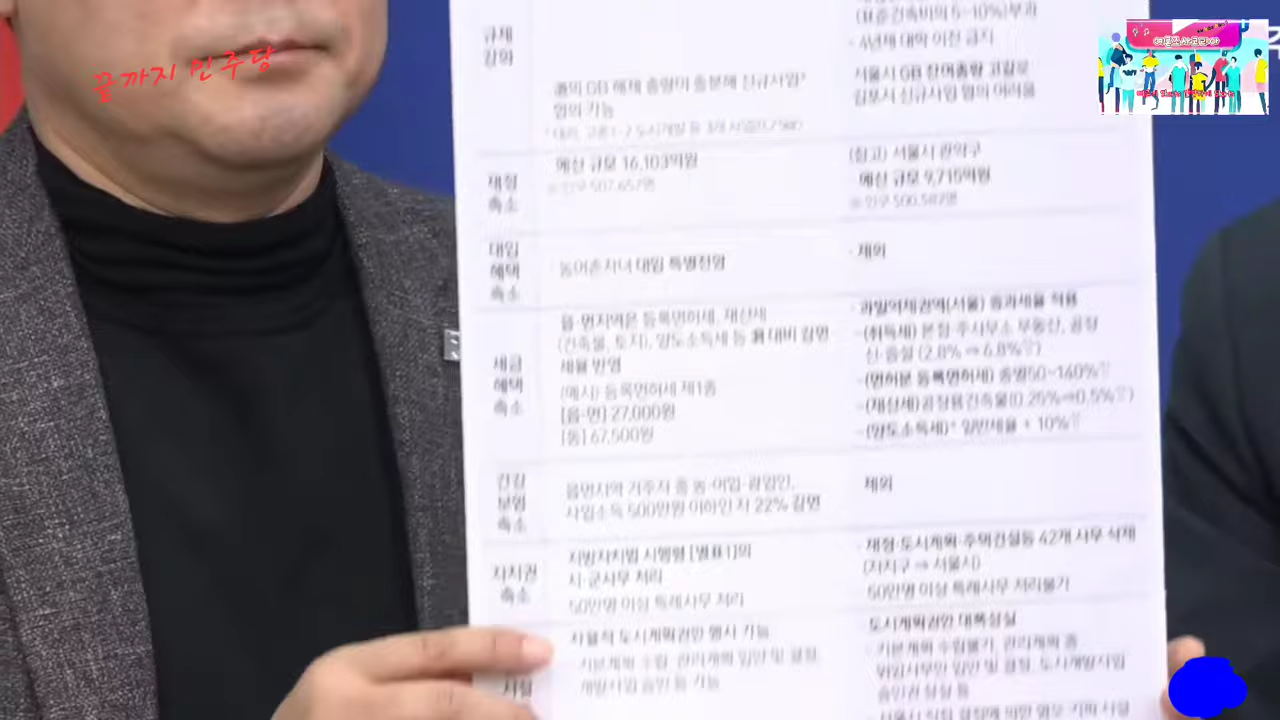 끝까지 민주당
여론조사코리아
규제
강화
(표준건축비의 5~10%)부과
· 4년제 대학 이전 금지
경의 GB 해제 총량이 충분해 신규사업*
협의 가능
서울시 GB 잔여총량 고갈로
김포시 신규사업 협의 어려움
재정
축소
예산 규모 16,103억원
※인구 507,657명
(참고) 서울시 관악구
예산 규모 9,715억원
※인구 500,582명
대입
혜택
축소
· 농어촌자녀 대입 특별전형
· 제외
세금
혜택
축소
읍·면지역은 등록면허세, 재산세
(건축물, 토지), 양도소득세 등 洞대비 감면
세율 반영
(예시) 등록면허세 제1종
[읍·면] 27,000원
[동] 67,500원
· 과밀억제권역(서울) 중과세율 적용
- (취득세) 본점·주사무소 부동산, 공장
신·증설 (2.8% ⇒ 6.8%⇧)
- (면허분 등록면허세) 종별50~140%⇧
- (재산세)공장용건축물(0.25%⇒0.5%⇧)
- (양도소득세)* 일반세율 + 10%⇧
건강
보험
축소
읍면지역 거주자 중 농·어업·광업인,
사업소득 500만원 이하인 자 22% 감면
제외
자치권
축소
지방자치법 시행령 [별표1]의
시·군사무 처리
50만명 이상 특례사무 처리
· 재정·도시계획·주택건설등 42개 사무 삭제
(자치구 → 서울시)
50만명 이상 특례사무 처리불가
자율적 도시계획권한 행사 가능
- 기본계획 수립, 관리계획 입안 및 결정,
개발사업 승인 등 가능
도시계획권한 대폭상실
- 기본계획 수립불가, 관리계획 중
위임사무만 입안 및 결정, 도시개발사업
승인권 상실 등